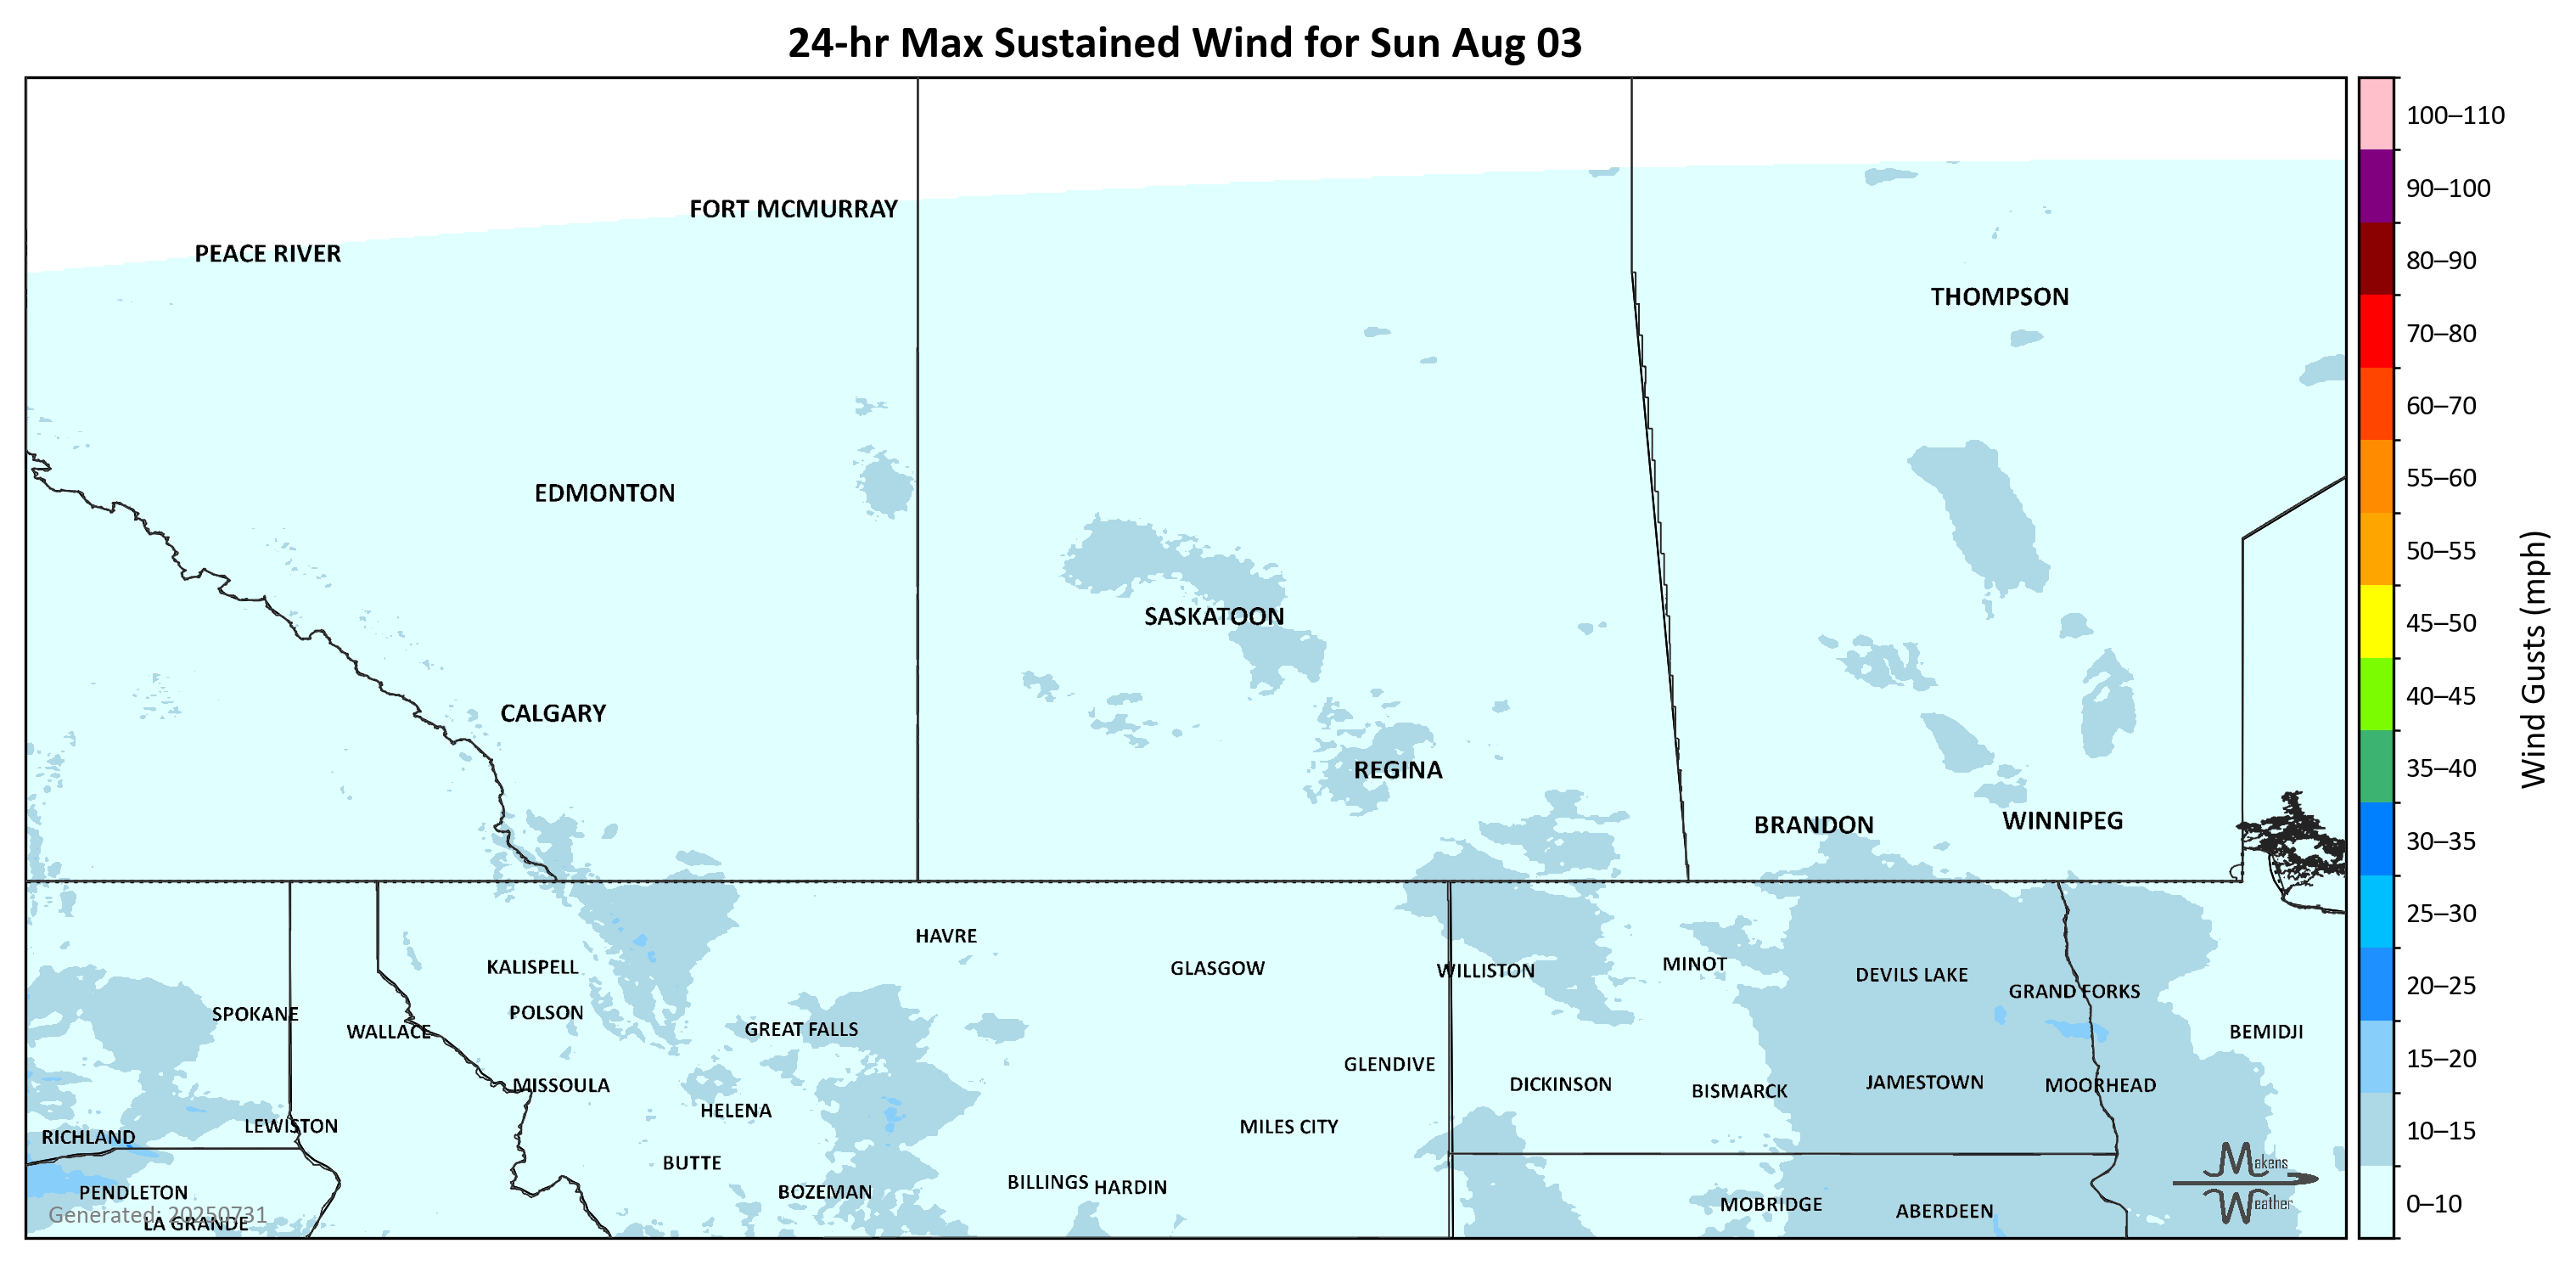 24-hr Max Sustained Wind for Sun Aug 03
FORT MCMURRAY
PEACE RIVER
THOMPSON
EDMONTON
SASKATOON
CALGARY
REGINA
BRANDON
WINNIPEG
HAVRE
KALISPELL
GLASGOW
WILLISTON
MINOT
DEVILS LAKE
GRAND FORKS
SPOKANE
POLSON
WALLACE
GREAT FALLS
BEMIDJI
GLENDIVE
MISSOULA
DICKINSON
BISMARCK
JAMESTOWN
MOORHEAD
HELENA
LEWISTON
MILES CITY
RICHLAND
BUTTE
BILLINGS
HARDIN
PENDLETON
BOZEMAN
MOBRIDGE
ABERDEEN
LA GRANDE
Generated: 20250731
Makens
Weather
100–110
90–100
80–90
70–80
60–70
55–60
50–55
45–50
40–45
35–40
30–35
25–30
20–25
15–20
10–15
0–10
Wind Gusts (mph)